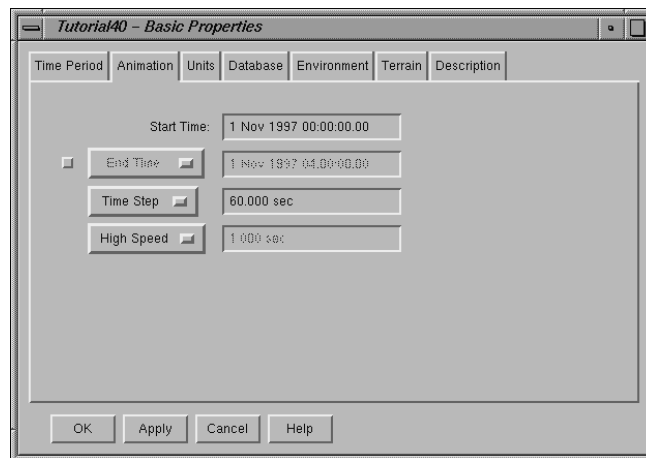 Tutorial40 – Basic Properties
Time Period Animation Units Database Environment Terrain Description
Start Time: 1 Nov 1997 00:00:00.00
End Time 1 Nov 1997 04:00:00.00
Time Step 60.000 sec
High Speed 1.000 sec
OK Apply Cancel Help